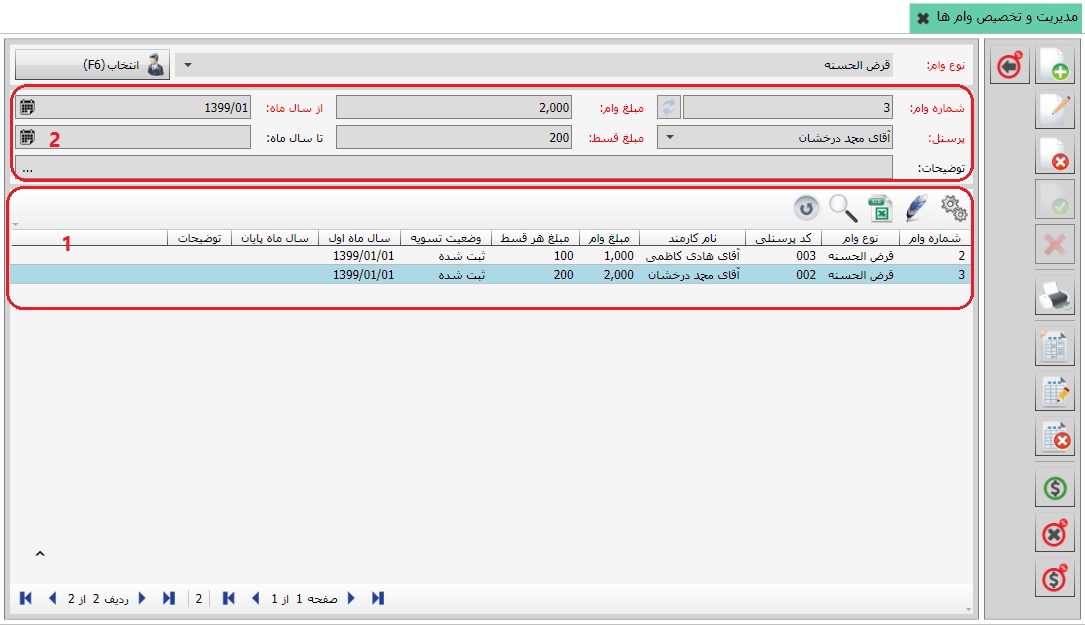 مدیریت و تخصیص وام ها
نوع وام: قرض الحسنه انتخاب (F6)
شماره وام: 3 مبلغ وام: 2,000 از سال ماه: 1399/01
پرسنل: آقای محمد درخشان مبلغ قسط: 200 تا سال ماه: 2
توضیحات: ...
1
شماره وام نوع وام کد پرسنلی نام کارمند مبلغ وام مبلغ هر قسط وضعیت تسویه سال ماه اول سال ماه پایان توضیحات
2 قرض الحسنه 003 آقای هادی کاظمی 1,000 100 ثبت شده 1399/01/01
3 قرض الحسنه 002 آقای محمد درخشان 2,000 200 ثبت شده 1399/01/01
صفحه 1 از 1 2 ردیف 2 از 2